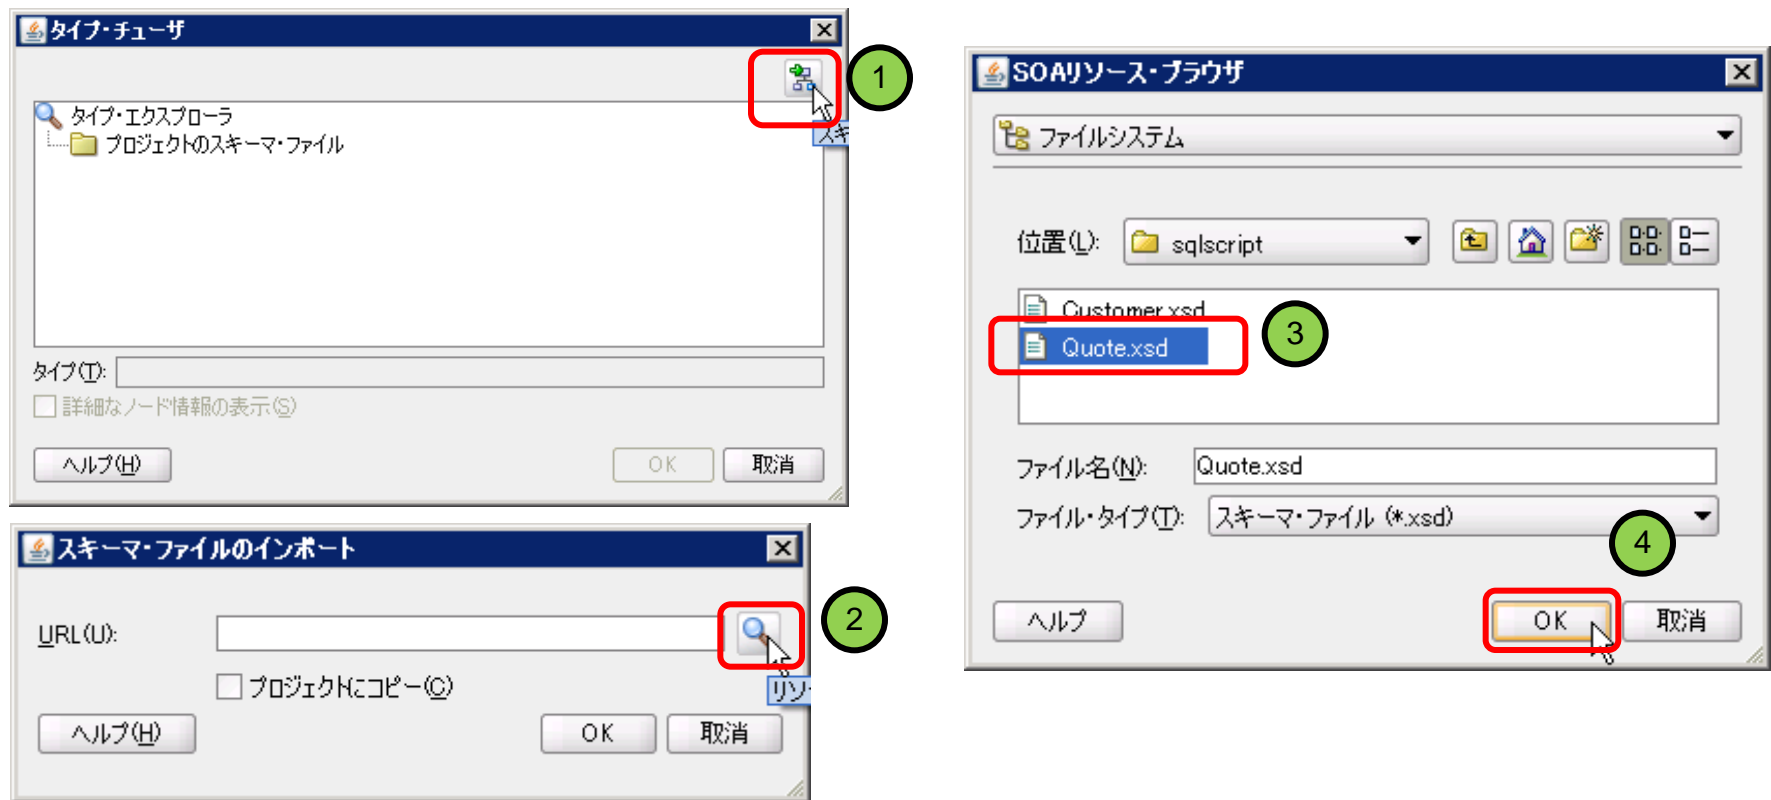 タイプ・チューザ
1
タイプ・エクスプローラ
プロジェクトのスキーマ・ファイル
タイプ(T):
詳細なノード情報の表示(S)
ヘルプ(H)
OK
取消
スキーマ・ファイルのインポート
2
URL(U):
プロジェクトにコピー(C)
リソ
ヘルプ(H)
OK
取消
SOAリソース・ブラウザ
ファイルシステム
位置(L):
sqlscript
Customer.xsd
Quote.xsd
3
ファイル名(N):
Quote.xsd
ファイル・タイプ(T):
スキーマ・ファイル (*.xsd)
4
ヘルプ
OK
取消